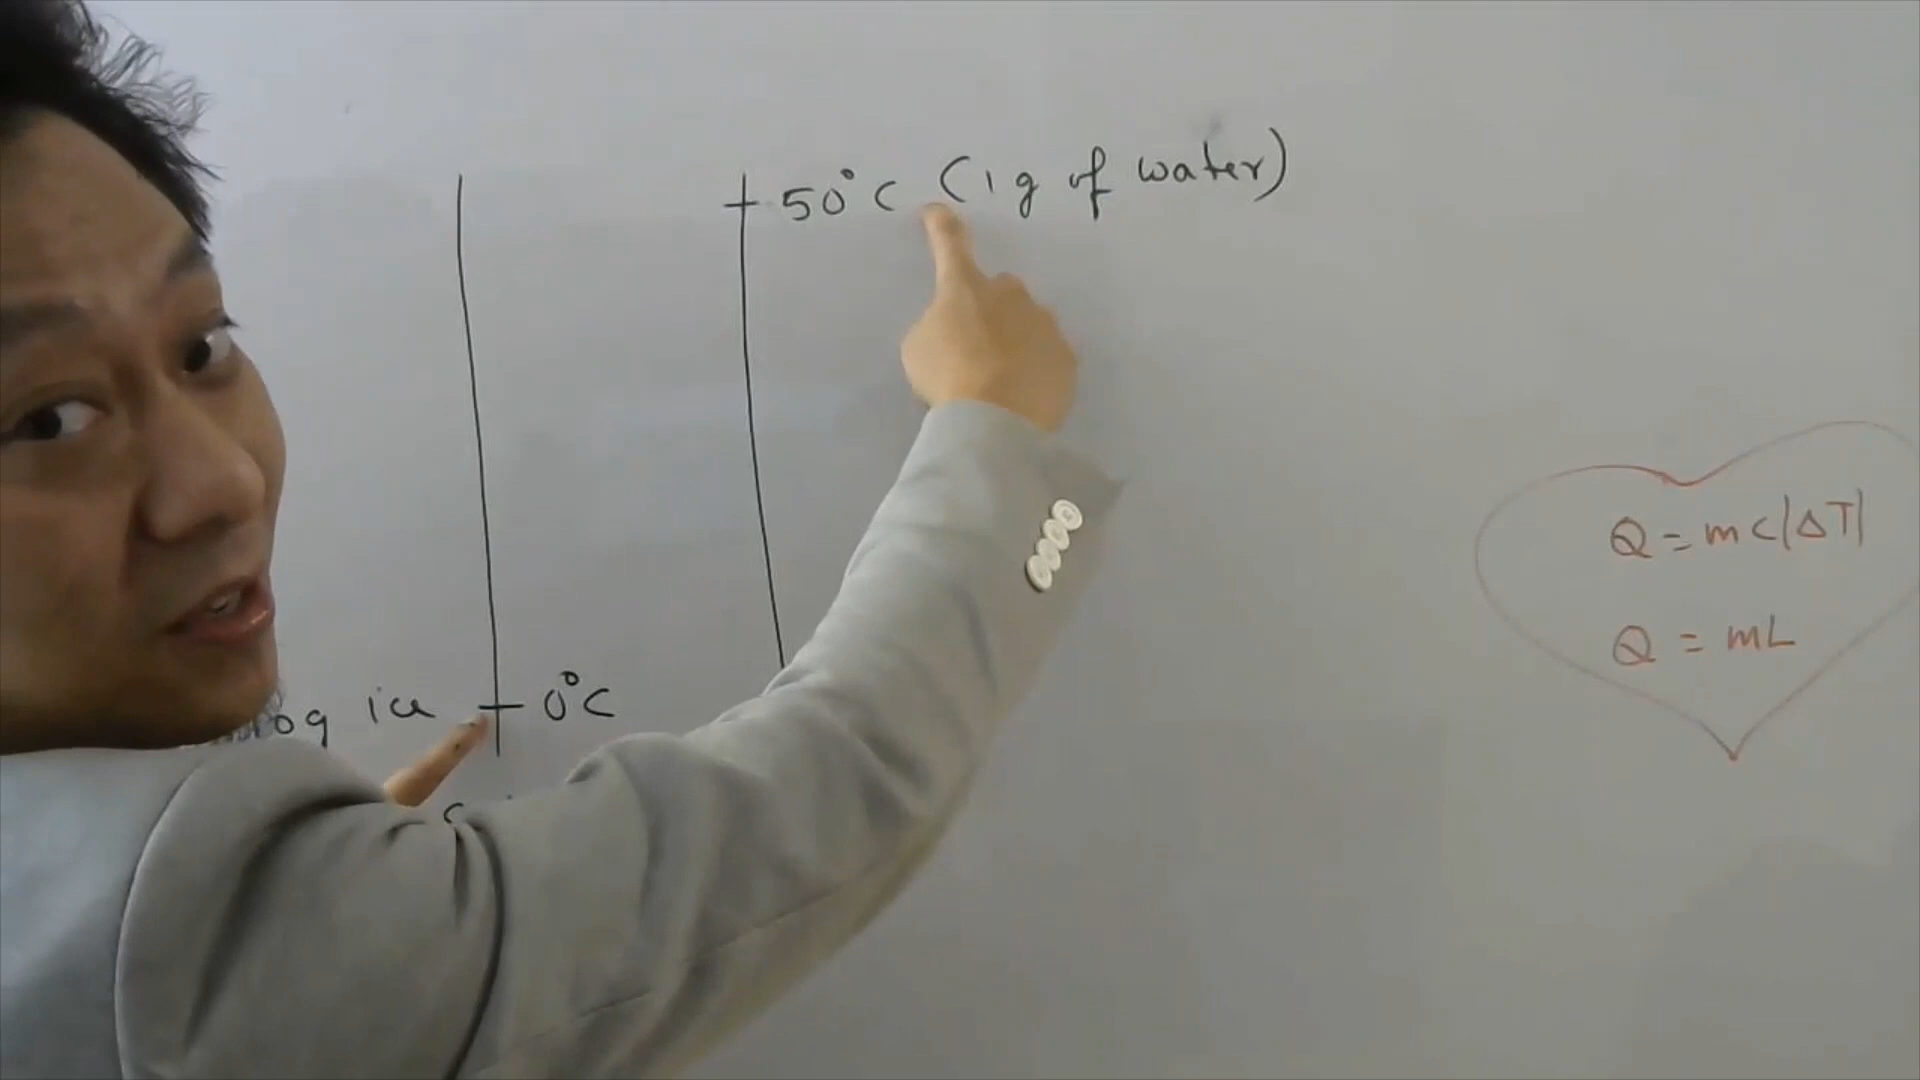 50°C (1g of water)
Q = mc|ΔT|
Q = mL
ice 0°C